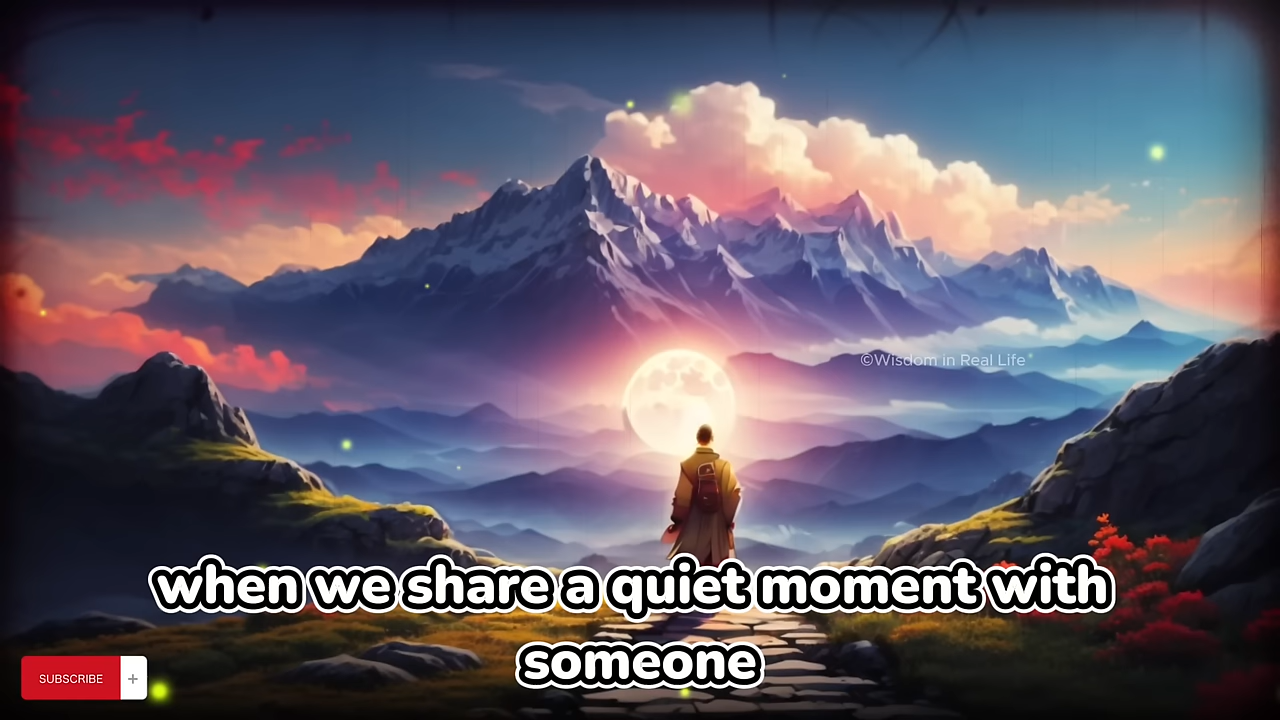 ©Wisdom in Real Life
when we share a quiet moment with
someone
SUBSCRIBE +